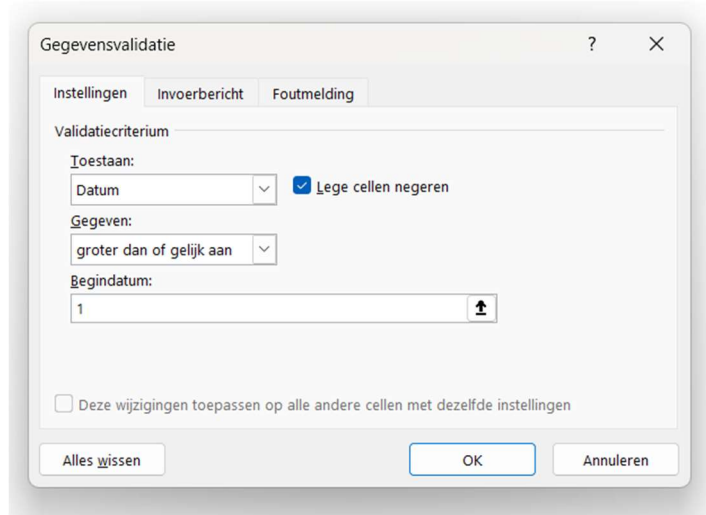 Gegevensvalidatie ?
Instellingen Invoerbericht Foutmelding
Validatiecriterium
Toestaan:
Datum Lege cellen negeren
Gegeven:
groter dan of gelijk aan
Begindatum:
1
Deze wijzigingen toepassen op alle andere cellen met dezelfde instellingen
Alles wissen OK Annuleren